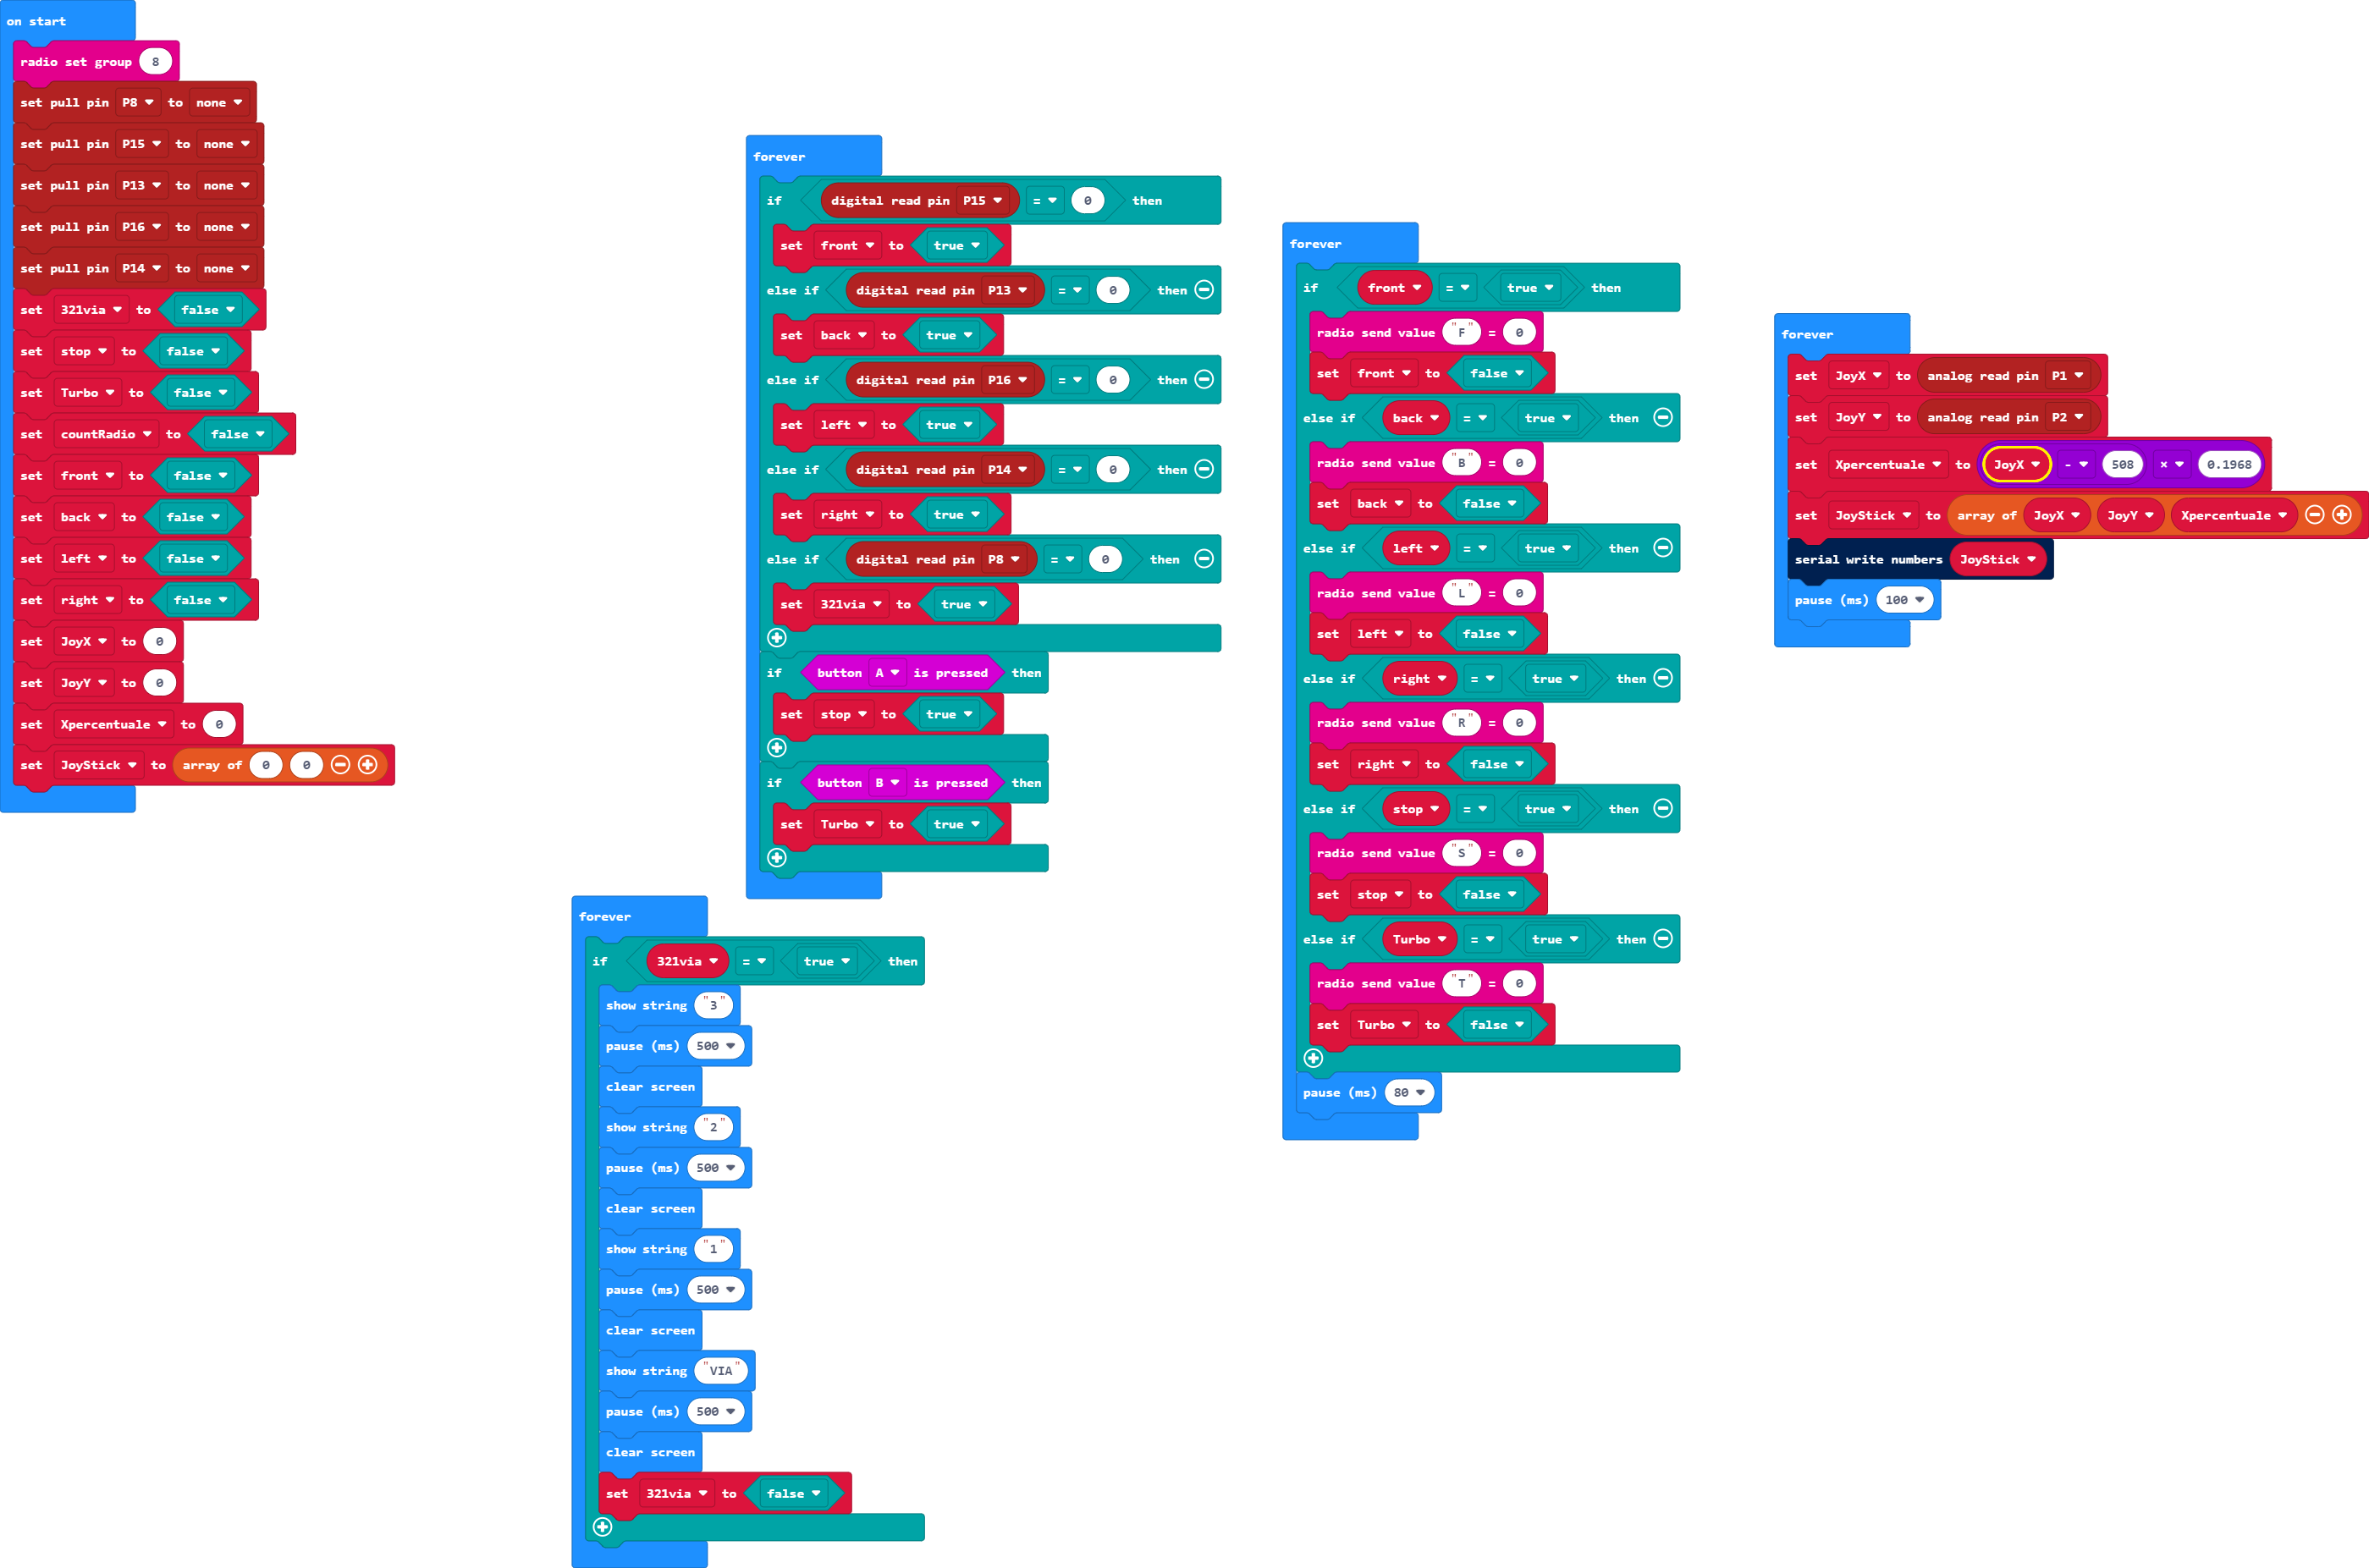 on start
radio set group 8
set pull pin P8 to none
set pull pin P15 to none
set pull pin P13 to none
set pull pin P16 to none
set pull pin P14 to none
set 321via to false
set stop to false
set Turbo to false
set countRadio to false
set front to false
set back to false
set left to false
set right to false
set JoyX to 0
set JoyY to 0
set Xpercentuale to 0
set JoyStick to array of 0 0
forever
if digital read pin P15 = 0 then
set front to true
else if digital read pin P13 = 0 then
set back to true
else if digital read pin P16 = 0 then
set left to true
else if digital read pin P14 = 0 then
set right to true
else if digital read pin P8 = 0 then
set 321via to true
if button A is pressed then
set stop to true
if button B is pressed then
set Turbo to true
forever
if 321via = true then
show string "3"
pause (ms) 500
clear screen
show string "2"
pause (ms) 500
clear screen
show string "1"
pause (ms) 500
clear screen
show string "VIA"
pause (ms) 500
clear screen
set 321via to false
forever
if front = true then
radio send value "F" = 0
set front to false
else if back = true then
radio send value "B" = 0
set back to false
else if left = true then
radio send value "L" = 0
set left to false
else if right = true then
radio send value "R" = 0
set right to false
else if stop = true then
radio send value "S" = 0
set stop to false
else if Turbo = true then
radio send value "T" = 0
set Turbo to false
pause (ms) 80
forever
set JoyX to analog read pin P1
set JoyY to analog read pin P2
set Xpercentuale to JoyX - 508 × 0.1968
set JoyStick to array of JoyX JoyY Xpercentuale
serial write numbers JoyStick
pause (ms) 100